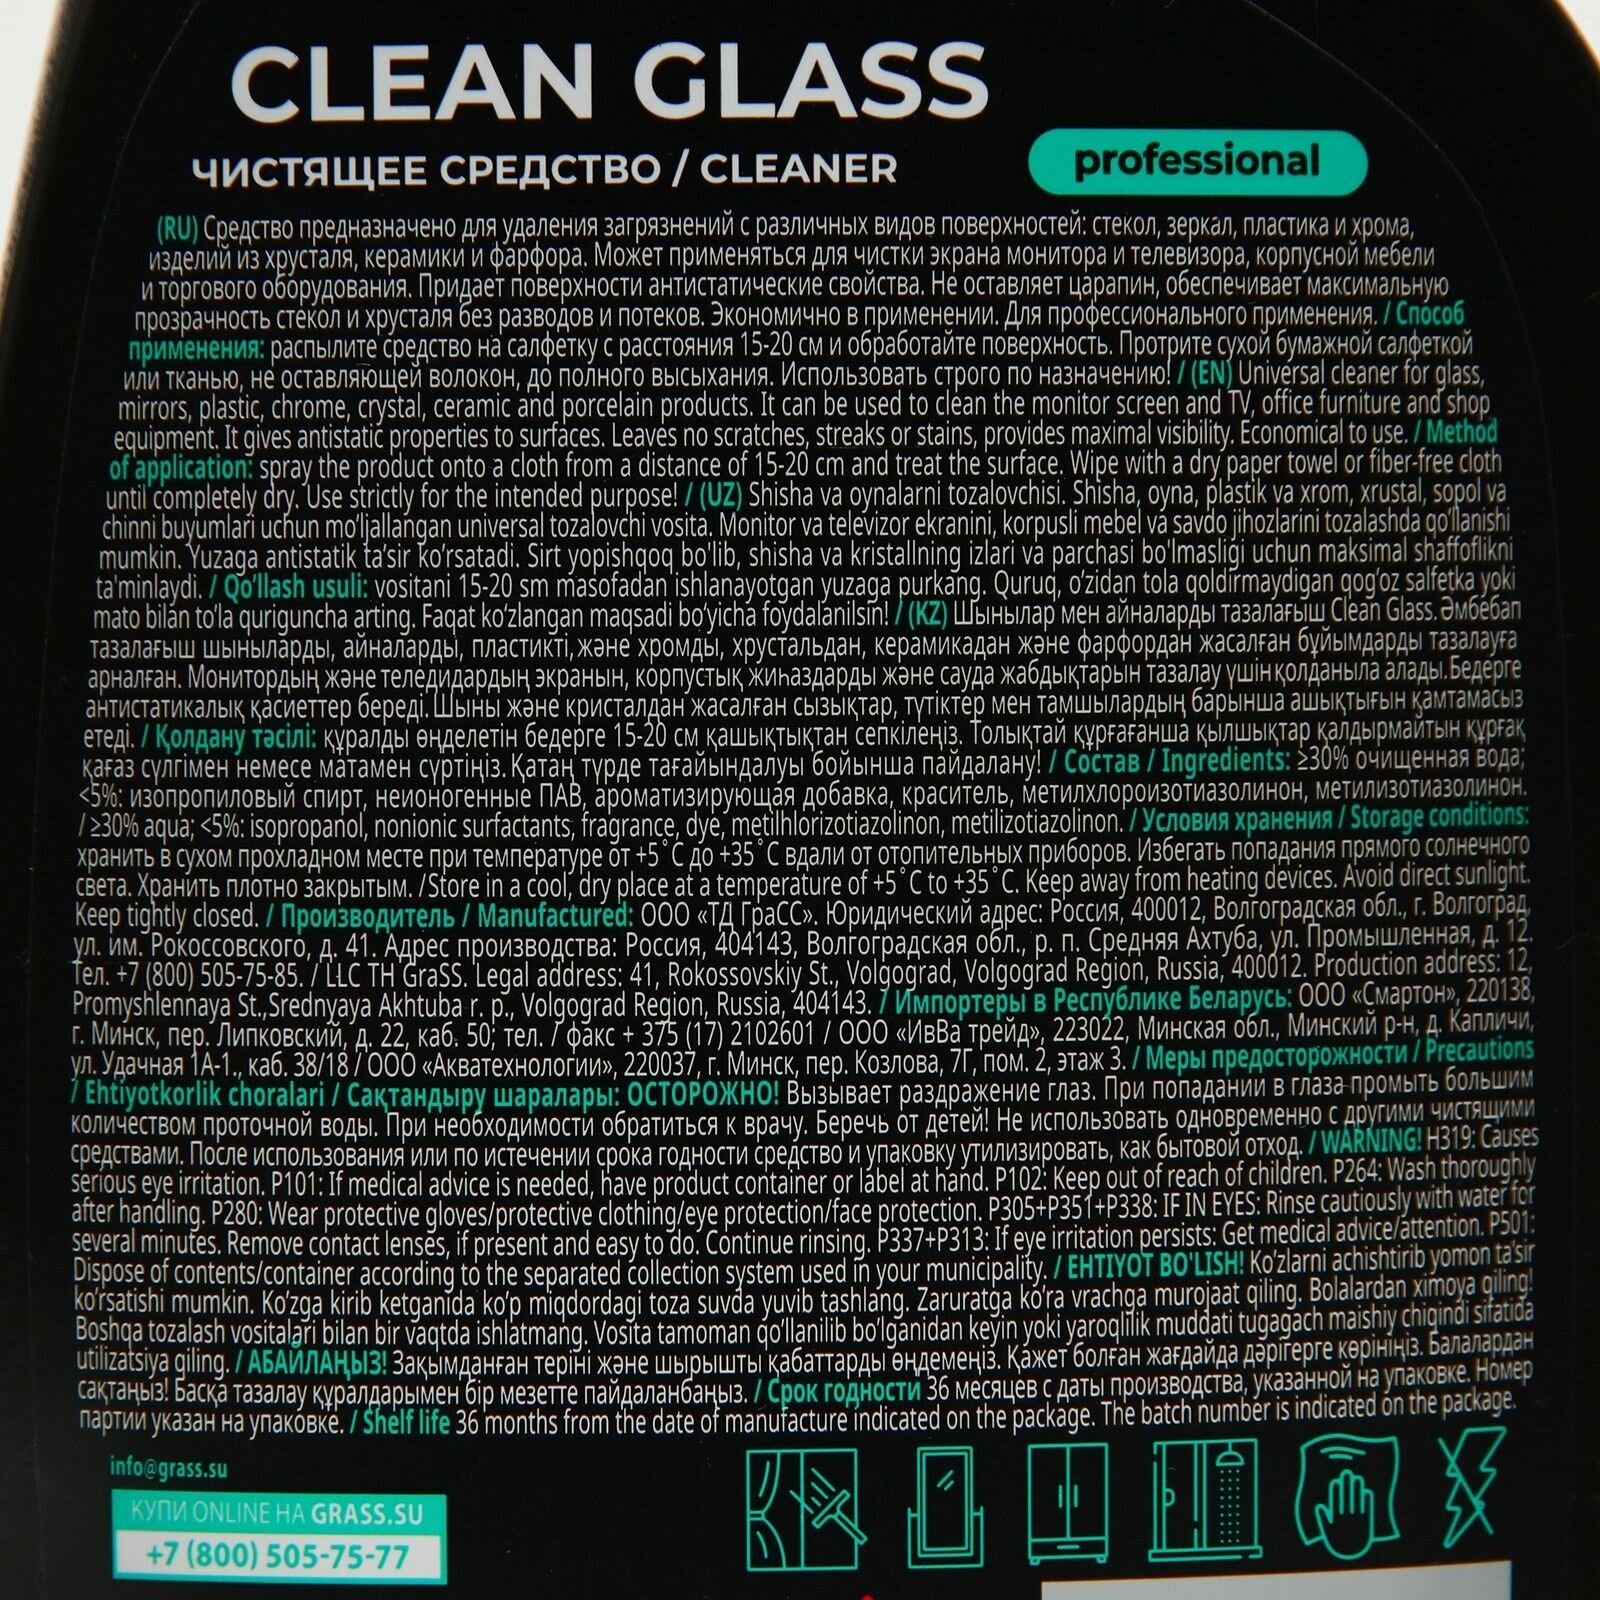 CLEAN GLASS
ЧИСТЯЩЕЕ СРЕДСТВО / CLEANER
professional
(RU) Средство предназначено для удаления загрязнений с различных видов поверхностей: стекол, зеркал, пластика и хрома,
изделий из хрусталя, керамики и фарфора. Может применяться для чистки экрана монитора и телевизора, корпусной мебели
и торгового оборудования. Придает поверхности антистатические свойства. Не оставляет царапин, обеспечивает максимальную
прозрачность стекол и хрусталя без разводов и потеков. Экономично в применении. Для профессионального применения. / Способ
применения: распылите средство на салфетку с расстояния 15-20 см и обработайте поверхность. Протрите сухой бумажной салфеткой
или тканью, не оставляющей волокон, до полного высыхания. Использовать строго по назначению! / (EN) Universal cleaner for glass,
mirrors, plastic, chrome, crystal, ceramic and porcelain products. It can be used to clean the monitor screen and TV, office furniture and shop
equipment. It gives antistatic properties to surfaces. Leaves no scratches, streaks or stains, provides maximal visibility. Economical to use. / Method
of application: spray the product onto a cloth from a distance of 15-20 cm and treat the surface. Wipe with a dry paper towel or fiber-free cloth
until completely dry. Use strictly for the intended purpose! / (UZ) Shisha va oynalarni tozalovchisi. Shisha, oyna, plastik va xrom, xrustal, sopol va
chinni buyumlari uchun mo'ljallangan universal tozalovchi vosita. Monitor va televizor ekranini, korpusli mebel va savdo jihozlarini tozalashda qo'llanishi
mumkin. Yuzaga antistatik ta'sir ko'rsatadi. Sirt yopishqoq bo'lib, shisha va kristallning izlari va parchasi bo'lmasligi uchun maksimal shaffoflikni
ta'minlaydi. / Qo'llash usuli: vositani 15-20 sm masofadan ishlanayotgan yuzaga purkang. Quruq, o'zidan tola qoldirmaydigan qog'oz salfetka yoki
mato bilan to'la quriguncha arting. Faqat ko'zlangan maqsadi bo'yicha foydalanilsin! / (KZ) Шынылар мен айналарды тазалағыш Clean Glass. Әмбебап
тазалағыш шыныларды, айналарды, пластикті, және хромды, хрустальдан, керамикадан және фарфордан жасалған бұйымдарды тазалауға
арналған. Монитордың және теледидардың экранын, корпустық жиһаздарды және сауда жабдықтарын тазалау үшін қолданыла алады. Бедерге
антистатикалық қасиеттер береді. Шыны және кристалдан жасалған сызықтар, түтіктер мен тамшылардың барынша ашықтығын қамтамасыз
етеді. / Қолдану тәсілі: құралды өңделетін бедерге 15-20 см қашықтықтан сепкілеңіз. Толықтай құрғағанша қылшықтар қалдырмайтын құрғақ
қағаз сүлгімен немесе матамен сүртіңіз. Қатаң түрде тағайындалуы бойынша пайдалану! / Состав / Ingredients: ≥30% очищенная вода;
<5%: изопропиловый спирт, неионогенные ПАВ, ароматизирующая добавка, краситель, метилхлороизотиазолинон, метилизотиазолинон.
/ ≥30% aqua; <5%: isopropanol, nonionic surfactants, fragrance, dye, metilhlorizotiazolinon, metilizotiazolinon. / Условия хранения / Storage conditions:
хранить в сухом прохладном месте при температуре от +5˚C до +35˚C вдали от отопительных приборов. Избегать попадания прямого солнечного
света. Хранить плотно закрытым. / Store in a cool, dry place at a temperature of +5˚C to +35˚C. Keep away from heating devices. Avoid direct sunlight.
Keep tightly closed. / Производитель / Manufactured: ООО «ТД ГраСС». Юридический адрес: Россия, 400012, Волгоградская обл., г. Волгоград,
ул. им. Рокоссовского, д. 41. Адрес производства: Россия, 404143, Волгоградская обл., р. п. Средняя Ахтуба, ул. Промышленная, д. 12.
Тел. +7 (800) 505-75-85. / LLC TH GraSS. Legal address: 41, Rokossovskiy St., Volgograd, Volgograd Region, Russia, 400012. Production address: 12,
Promyshlennaya St.,Srednyaya Akhtuba r. p., Volgograd Region, Russia, 404143. / Импортеры в Республике Беларусь: ООО «Смартон», 220138,
г. Минск, пер. Липковский, д. 22, каб. 50; тел. / факс + 375 (17) 2102601 / ООО «ИвВа трейд», 223022, Минская обл., Минский р-н, д. Капличи,
ул. Удачная 1А-1., каб. 38/18 / ООО «Акватехнологии», 220037, г. Минск, пер. Козлова, 7Г, пом. 2, этаж 3. / Меры предосторожности / Precautions
/ Ehtiyotkorlik choralari / Сақтандыру шаралары: ОСТОРОЖНО! Вызывает раздражение глаз. При попадании в глаза промыть большим
количеством проточной воды. При необходимости обратиться к врачу. Беречь от детей! Не использовать одновременно с другими чистящими
средствами. После использования или по истечении срока годности средство и упаковку утилизировать, как бытовой отход. / WARNING! H319: Causes
serious eye irritation. P101: If medical advice is needed, have product container or label at hand. P102: Keep out of reach of children. P264: Wash thoroughly
after handling. P280: Wear protective gloves/protective clothing/eye protection/face protection. P305+P351+P338: IF IN EYES: Rinse cautiously with water for
several minutes. Remove contact lenses, if present and easy to do. Continue rinsing. P337+P313: If eye irritation persists: Get medical advice/attention. P501:
Dispose of contents/container according to the separated collection system used in your municipality. / EHTIYOT BO'LISH! Ko'zlarni achishtirib yomon ta'sir
ko'rsatishi mumkin. Ko'zga kirib ketganida ko'p miqdordagi toza suvda yuvib tashlang. Zaruratga ko'ra vrachga murojaat qiling. Bolalardan ximoya qiling!
Boshqa tozalash vositalari bilan bir vaqtda ishlatmang. Vosita tamoman qo'llanilib bo'lganidan keyin yoki yaroqlilik muddati tugagach maishiy chiqindi sifatida
utilizatsiya qiling. / АБАЙЛАҢЫЗ! Зақымданған теріні және шырышты қабаттарды өңдемеңіз. Қажет болған жағдайда дәрігерге көрініңіз. Балалардан
сақтаңыз! Басқа тазалау құралдарымен бір мезетте пайдаланбаңыз. / Срок годности 36 месяцев с даты производства, указанной на упаковке. Номер
партии указан на упаковке. / Shelf life 36 months from the date of manufacture indicated on the package. The batch number is indicated on the package.
info@grass.su
КУПИ ONLINE НА GRASS.SU
+7 (800) 505-75-77